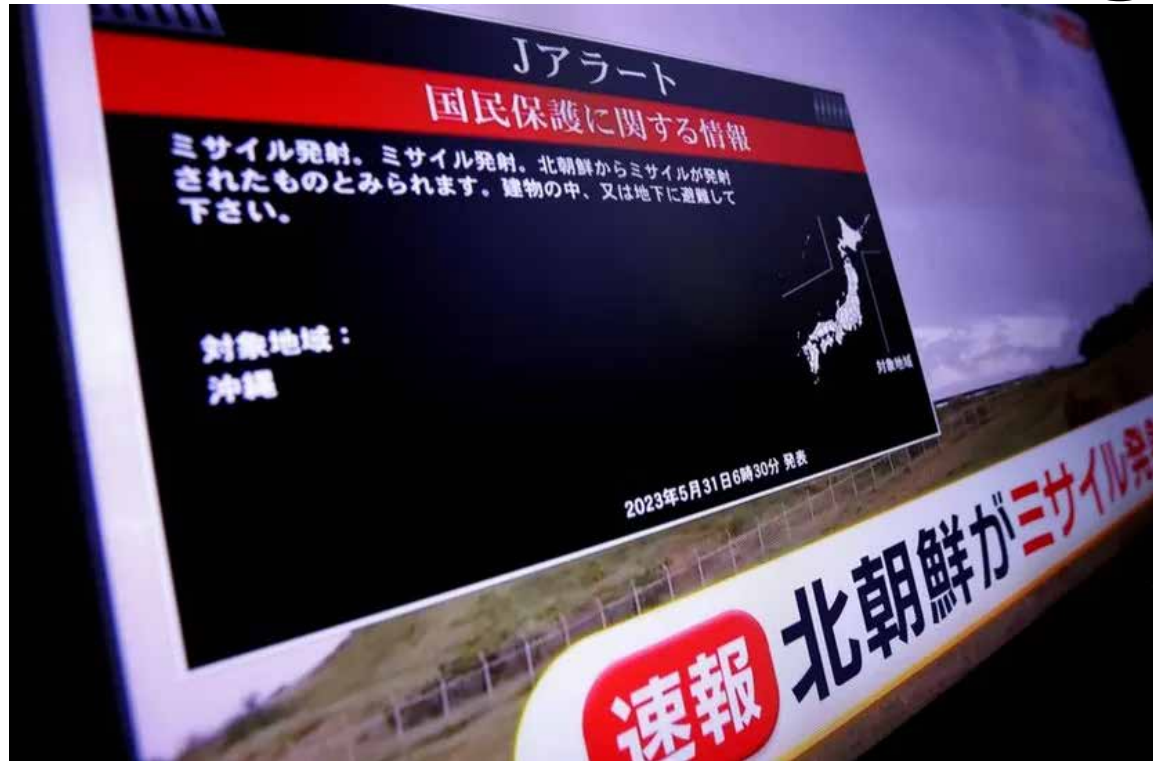 Jアラート
国民保護に関する情報
ミサイル発射。ミサイル発射。北朝鮮からミサイルが発射
されたものとみられます。建物の中、又は地下に避難して
下さい。
対象地域：
沖縄
対象地域
2023年5月31日6時30分 発表
速報 北朝鮮がミサイル発